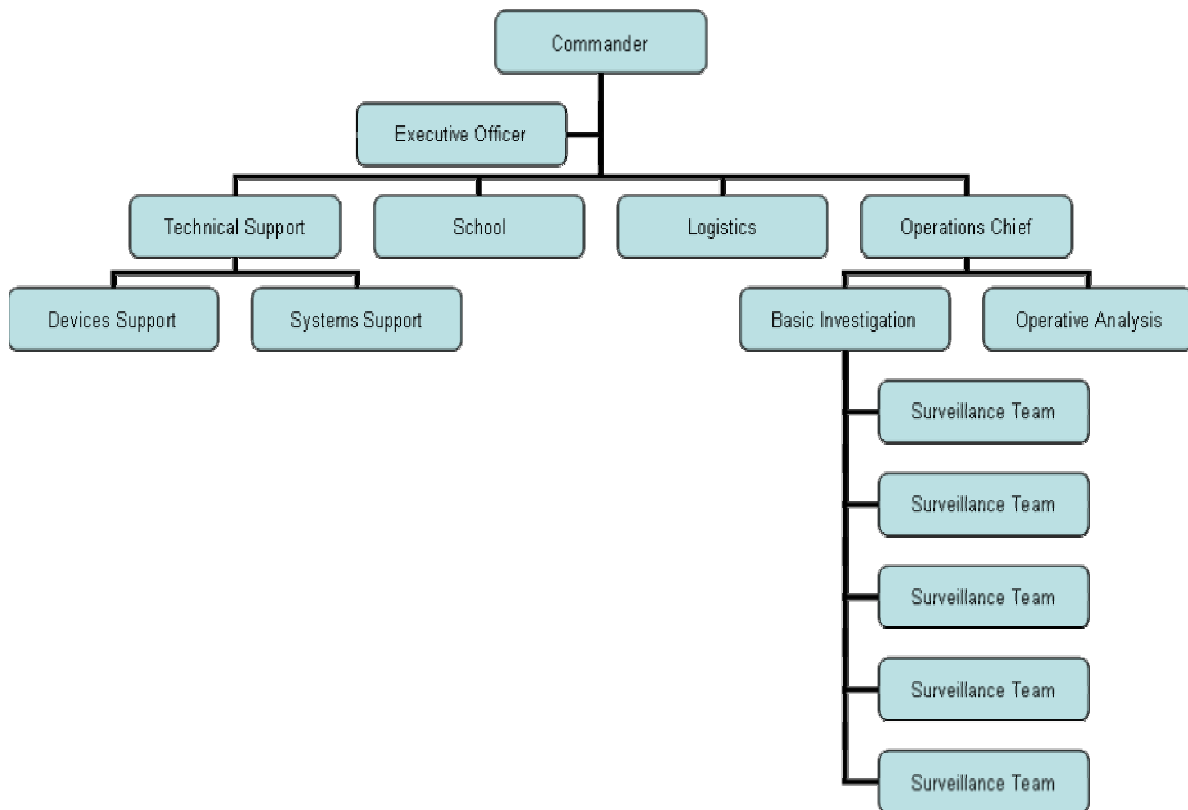 Commander
Executive Officer
Technical Support
School
Logistics
Operations Chief
Devices Support
Systems Support
Basic Investigation
Operative Analysis
Surveillance Team
Surveillance Team
Surveillance Team
Surveillance Team
Surveillance Team